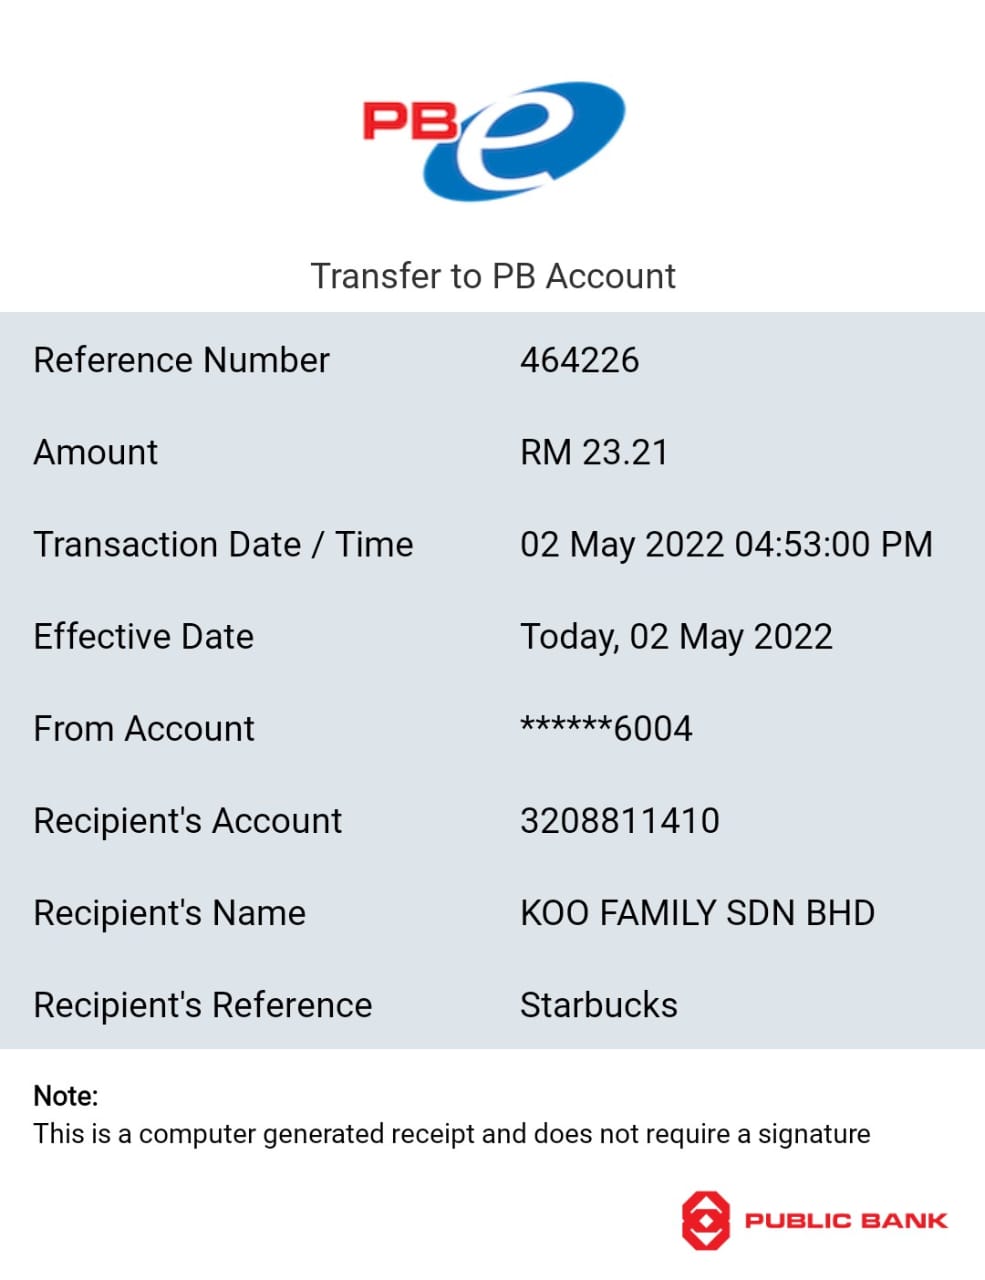 PBe
Transfer to PB Account
Reference Number 464226
Amount RM 23.21
Transaction Date / Time 02 May 2022 04:53:00 PM
Effective Date Today, 02 May 2022
From Account ******6004
Recipient's Account 3208811410
Recipient's Name KOO FAMILY SDN BHD
Recipient's Reference Starbucks
Note:
This is a computer generated receipt and does not require a signature
PUBLIC BANK